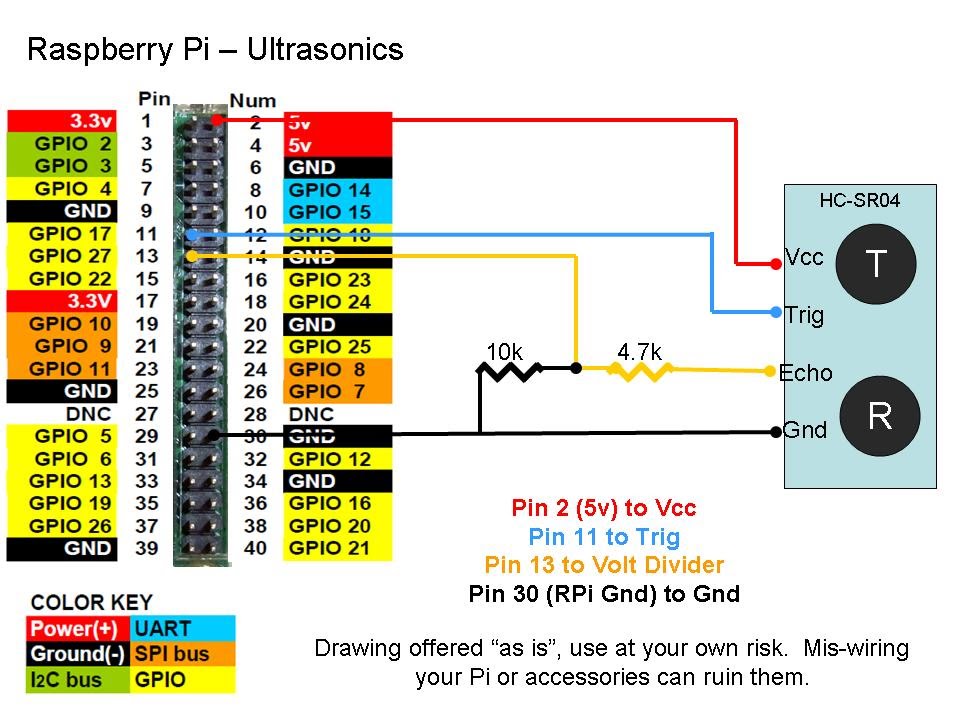 Raspberry Pi – Ultrasonics
Pin Num
3.3v 1 2 5v
GPIO 2 3 4 5v
GPIO 3 5 6 GND
GPIO 4 7 8 GPIO 14
GND 9 10 GPIO 15
GPIO 17 11 12 GPIO 18
GPIO 27 13 14 GND
GPIO 22 15 16 GPIO 23
3.3V 17 18 GPIO 24
GPIO 10 19 20 GND
GPIO 9 21 22 GPIO 25
GPIO 11 23 24 GPIO 8
GND 25 26 GPIO 7
DNC 27 28 DNC
GPIO 5 29 30 GND
GPIO 6 31 32 GPIO 12
GPIO 13 33 34 GND
GPIO 19 35 36 GPIO 16
GPIO 26 37 38 GPIO 20
GND 39 40 GPIO 21
HC-SR04
Vcc
T
Trig
10k
4.7k
Echo
R
Gnd
Pin 2 (5v) to Vcc
Pin 11 to Trig
Pin 13 to Volt Divider
Pin 30 (RPi Gnd) to Gnd
COLOR KEY
Power(+) UART
Ground(-) SPI bus
I2C bus GPIO
Drawing offered “as is”, use at your own risk. Mis-wiring
your Pi or accessories can ruin them.